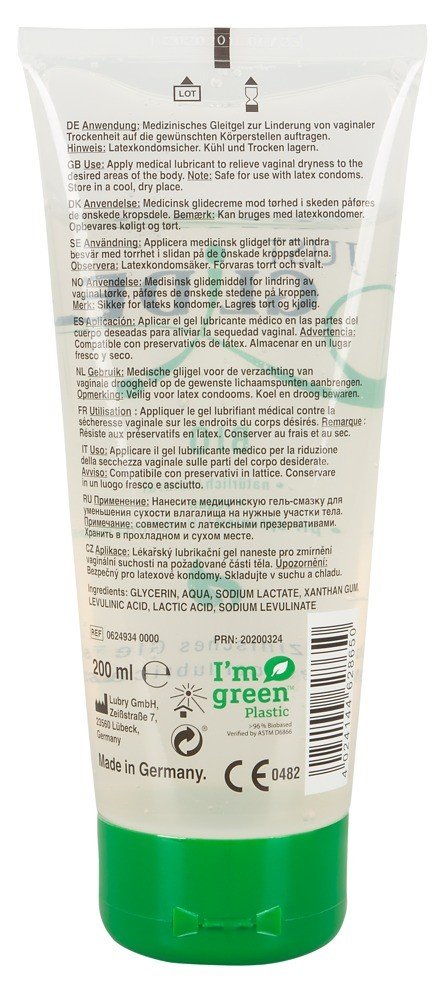 LOT
DE Anwendung: Medizinisches Gleitgel zur Linderung von vaginaler
Trockenheit auf die gewünschten Körperstellen auftragen.
Hinweis: Latexkondomsicher. Kühl und Trocken lagern.
GB Use: Apply medical lubricant to relieve vaginal dryness to the
desired areas of the body. Note: Safe for use with latex condoms.
Store in a cool, dry place.
DK Anvendelse: Medicinsk glidecreme mod tørhed i skeden påføres
de ønskede kropsdele. Bemærk: Kan bruges med latexkondomer.
Opbevares køligt og tørt.
SE Användning: Applicera medicinsk glidgel för att lindra
besvär med torrhet i slidan på de önskade kroppsdelarna.
Observera: Latexkondomsäker. Förvaras torrt och svalt.
NO Anvendelse: Medisinsk glidemiddel for lindring av
vaginal tørke, påføres de ønskede stedene på kroppen.
Merk: Sikker for lateks kondomer. Lagres tørt og kjølig.
ES Aplicación: Aplicar el gel lubricante médico en las partes del
cuerpo deseadas para aliviar la sequedad vaginal. Advertencia:
Compatible con preservativos de látex. Almacenar en un lugar
fresco y seco.
NL Gebruik: Medische glijgel voor de verzachting van
vaginale droogheid op de gewenste lichaamspunten aanbrengen.
Opmerking: Veilig voor latex condooms. Koel en droog bewaren.
FR Utilisation : Appliquer le gel lubrifiant médical contre la
sécheresse vaginale sur les endroits du corps désirés. Remarque :
Résiste aux préservatifs en latex. Conserver au frais et au sec.
IT Uso: Applicare il gel lubrificante medico per la riduzione
della secchezza vaginale sulle parti del corpo desiderate.
Avviso: Compatibile con preservativi in lattice. Conservare
in un luogo fresco e asciutto.
RU Применение: Нанесите медицинскую гель-смазку для
уменьшения сухости влагалища на нужные участки тела.
Примечание: совместим с латексными презервативами.
Хранить в прохладном и сухом месте.
CZ Aplikace: Lékařský lubrikační gel naneste pro zmírnění
vaginální suchosti na požadované části těla. Upozornění:
Bezpečný pro latexové kondomy. Skladujte v suchu a chladu.
Ingredients: GLYCERIN, AQUA, SODIUM LACTATE, XANTHAN GUM,
LEVULINIC ACID, LACTIC ACID, SODIUM LEVULINATE
REF 0624934 0000 PRN: 20200324
200 ml ℮
I'm
green™
Plastic
>96% Biobased
Verified by ASTM D6866
Lubry GmbH,
Zeißstraße 7,
23560 Lübeck,
Germany
Made in Germany.
CE 0482
4 024144 628650